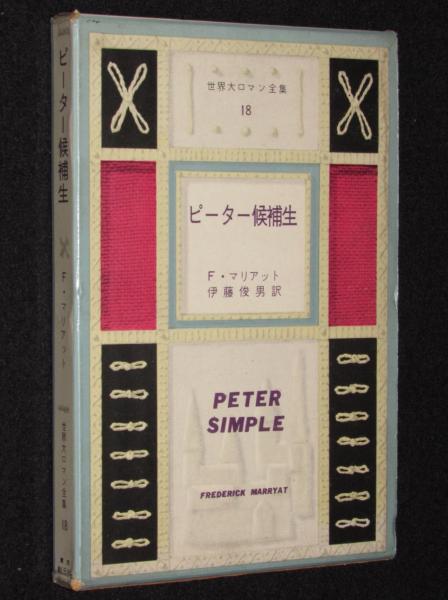 世界大ロマン全集
18
ピーター候補生
F・マリアット
伊藤俊男訳
PETER
SIMPLE
FREDERICK MARRYAT
ピーター候補生
F・マリアット
世界大ロマン全集
18